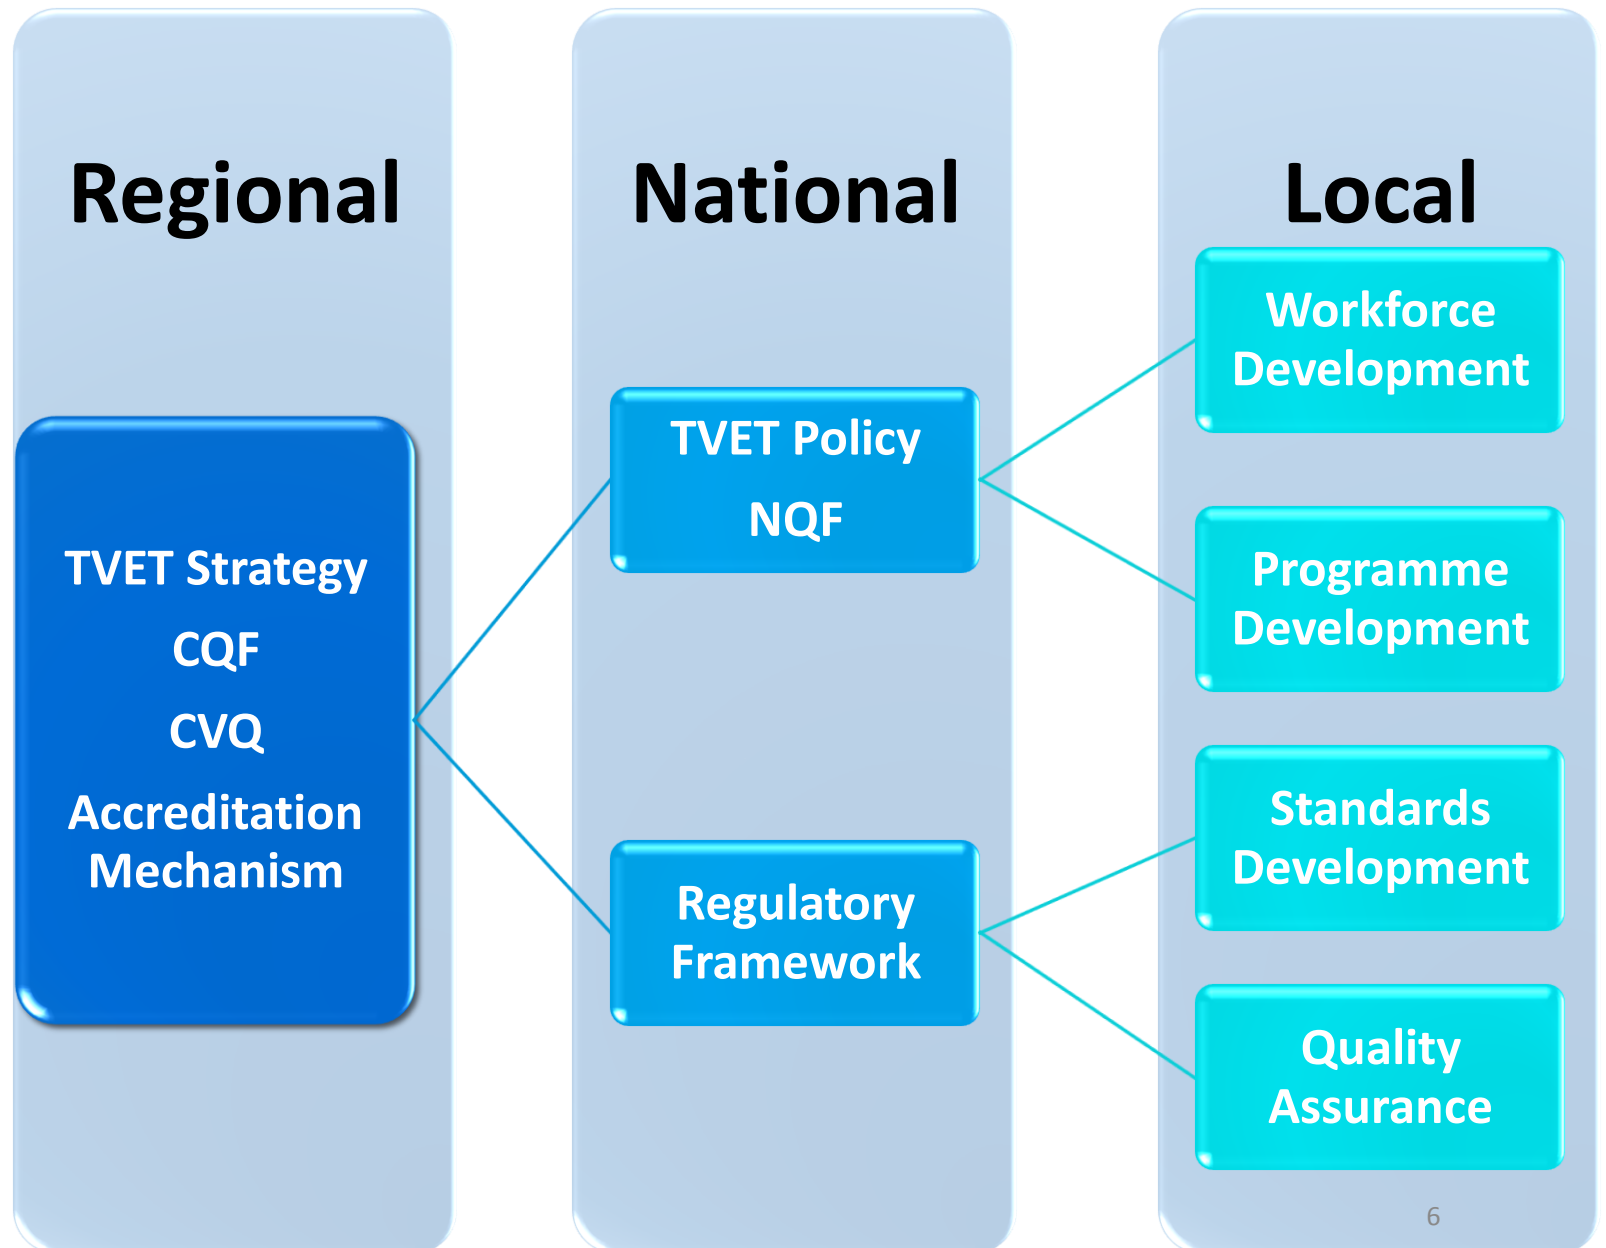 Regional
TVET Strategy
CQF
CVQ
Accreditation
Mechanism
National
TVET Policy
NQF
Regulatory
Framework
Local
Workforce
Development
Programme
Development
Standards
Development
Quality
Assurance
6